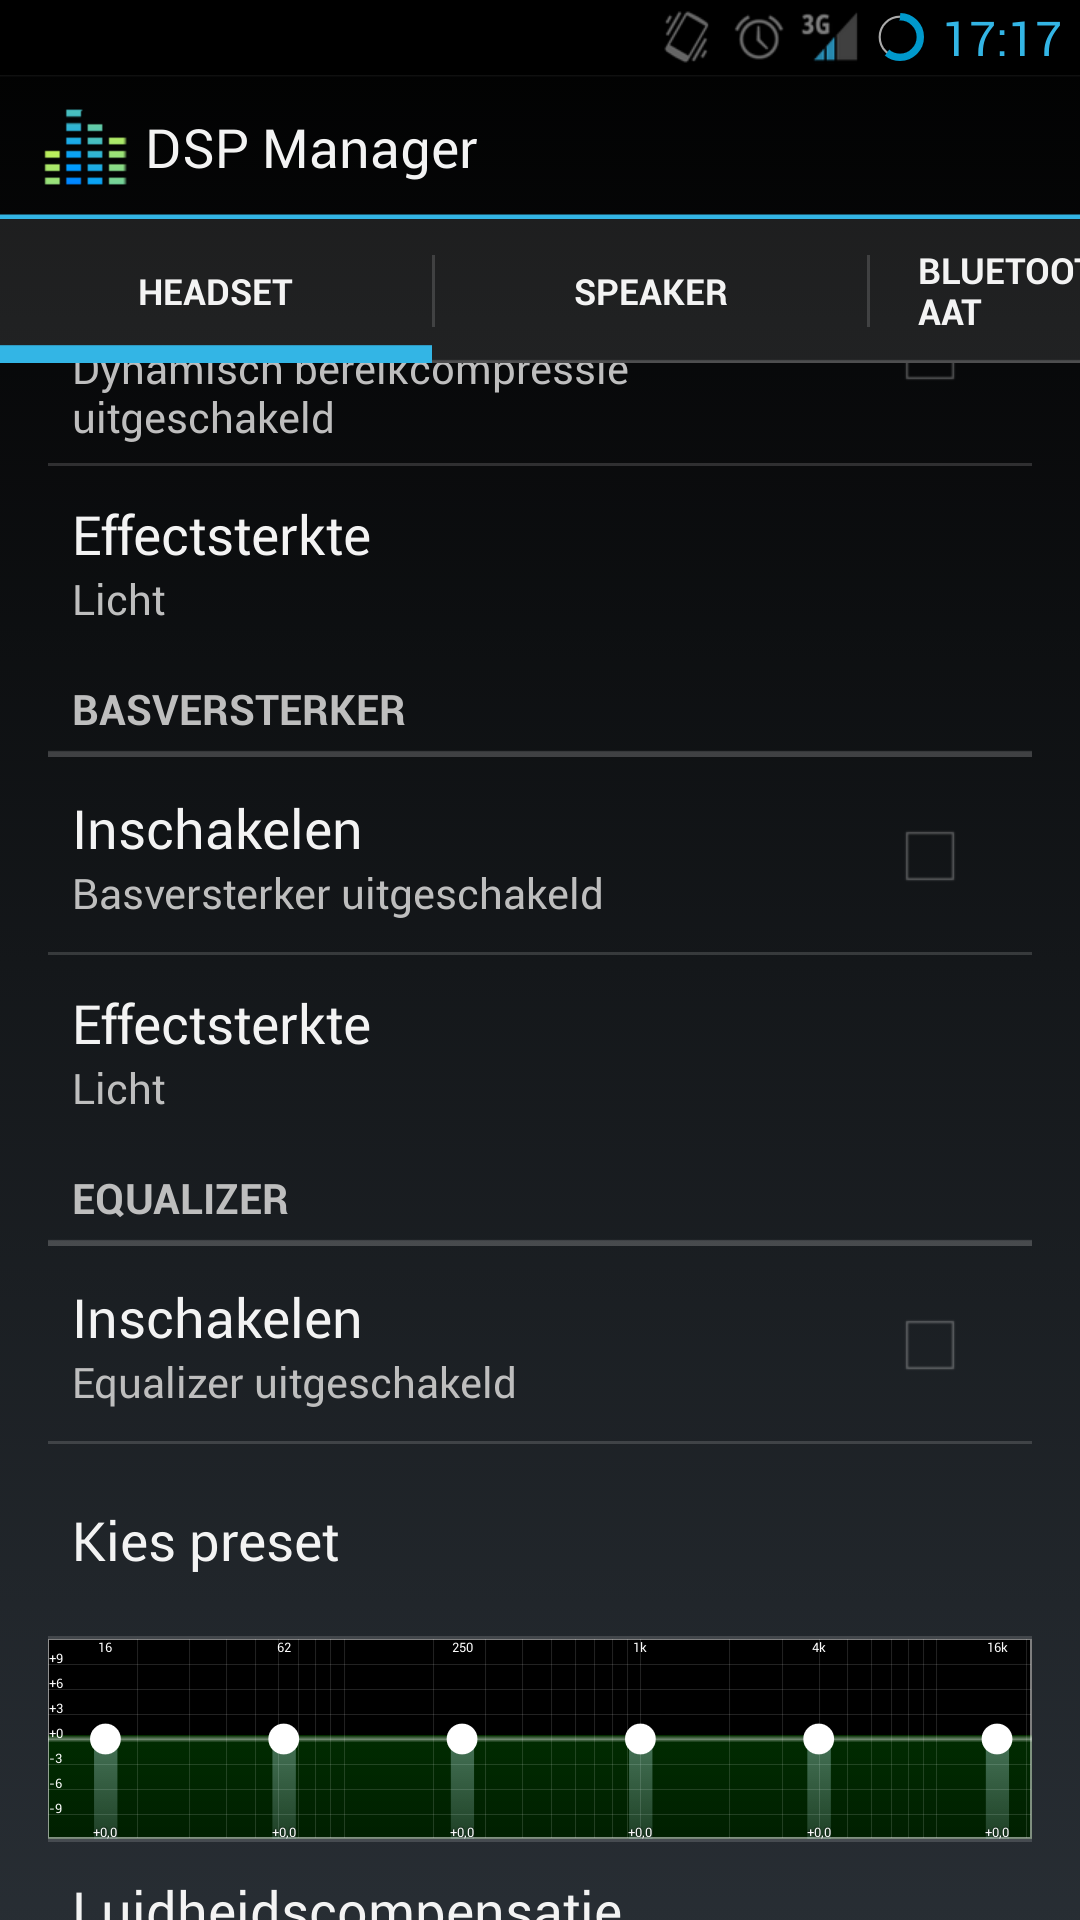 3G 17:17
DSP Manager
HEADSET SPEAKER BLUETOOT
AAT
Dynamisch bereikcompressie
uitgeschakeld
Effectsterkte
Licht
BASVERSTERKER
Inschakelen
Basversterker uitgeschakeld
Effectsterkte
Licht
EQUALIZER
Inschakelen
Equalizer uitgeschakeld
Kies preset
16 62 250 1k 4k 16k
+9
+6
+3
+0
-3
-6
-9
+0,0 +0,0 +0,0 +0,0 +0,0 +0,0
Luidheidscompensatie